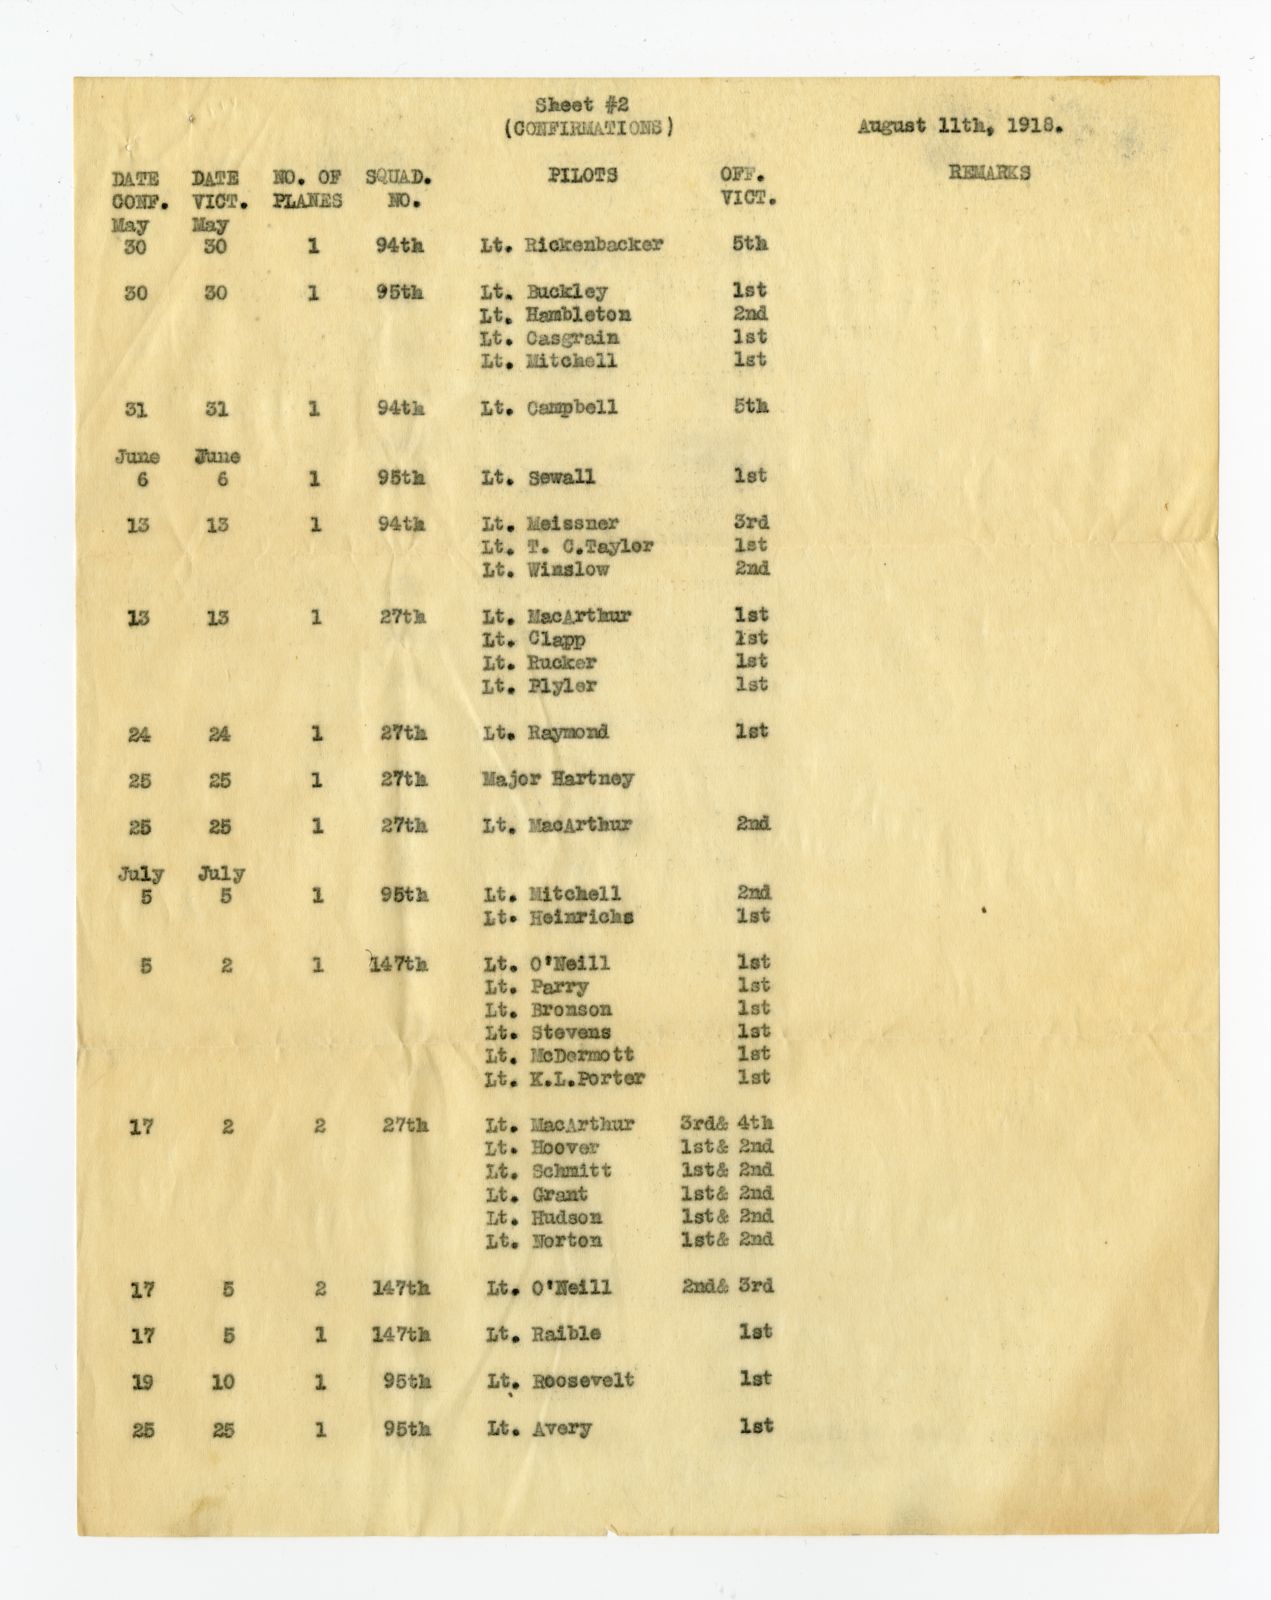 Sheet #2
(CONFIRMATIONS) August 11th, 1918.
DATE DATE NO. OF SQUAD. PILOTS OFF. REMARKS
CONF. VICT. PLANES NO. VICT.
May May
30 30 1 94th Lt. Rickenbacker 5th
30 30 1 95th Lt. Buckley 1st
Lt. Hambleton 2nd
Lt. Casgrain 1st
Lt. Mitchell 1st
31 31 1 94th Lt. Campbell 5th
June June
6 6 1 95th Lt. Sewall 1st
13 13 1 94th Lt. Meissner 3rd
Lt. T. C.Taylor 1st
Lt. Winslow 2nd
13 13 1 27th Lt. MacArthur 1st
Lt. Clapp 1st
Lt. Rucker 1st
Lt. Plyler 1st
24 24 1 27th Lt. Raymond 1st
25 25 1 27th Major Hartney
25 25 1 27th Lt. MacArthur 2nd
July July
5 5 1 95th Lt. Mitchell 2nd
Lt. Heinrichs 1st
5 2 1 147th Lt. O'Neill 1st
Lt. Parry 1st
Lt. Bronson 1st
Lt. Stevens 1st
Lt. McDermott 1st
Lt. K.L.Porter 1st
17 2 2 27th Lt. MacArthur 3rd& 4th
Lt. Hoover 1st& 2nd
Lt. Schmitt 1st& 2nd
Lt. Grant 1st& 2nd
Lt. Hudson 1st& 2nd
Lt. Norton 1st& 2nd
17 5 2 147th Lt. O'Neill 2nd& 3rd
17 5 1 147th Lt. Raible 1st
19 10 1 95th Lt. Roosevelt 1st
25 25 1 95th Lt. Avery 1st